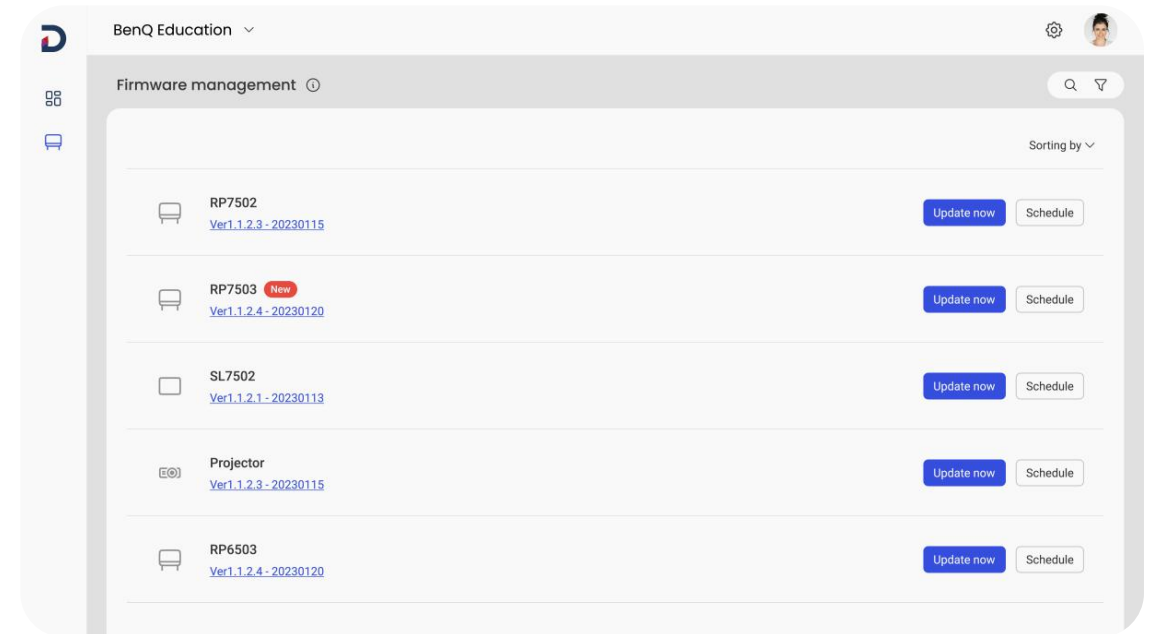 BenQ Education
Firmware management
Sorting by
RP7502
Ver1.1.2.3 - 20230115
Update now
Schedule
RP7503 New
Ver1.1.2.4 - 20230120
Update now
Schedule
SL7502
Ver1.1.2.1 - 20230113
Update now
Schedule
Projector
Ver1.1.2.3 - 20230115
Update now
Schedule
RP6503
Ver1.1.2.4 - 20230120
Update now
Schedule